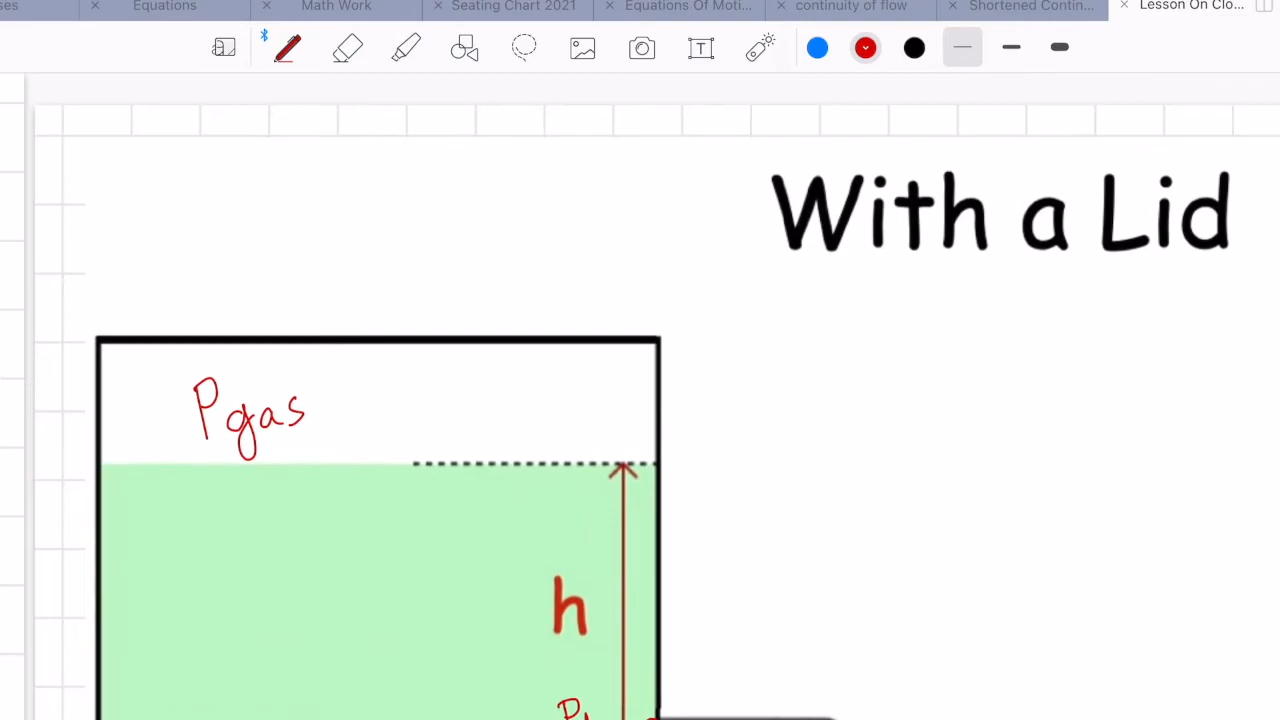 Equations
Math Work
Seating Chart 2021
Equations Of Moti...
continuity of flow
Shortened Contin...
Lesson On Clo...
T
With a Lid
Pgas
h